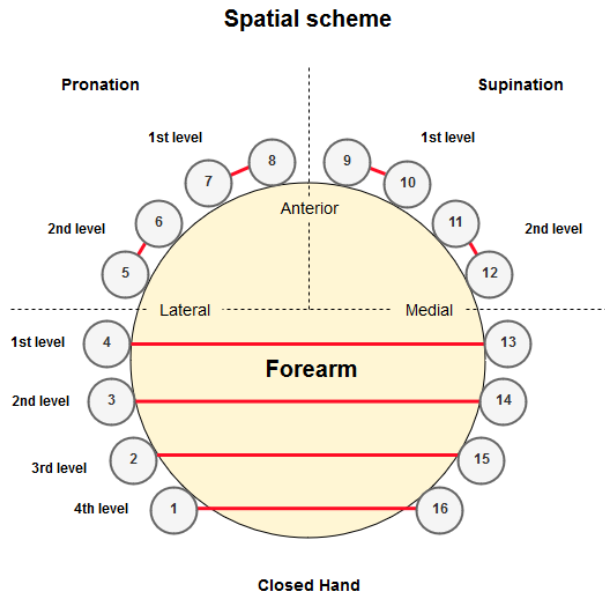 Spatial scheme
Pronation
Supination
1st level
8
9
1st level
7
10
Anterior
2nd level
6
11
2nd level
5
12
Lateral
Medial
1st level
4
13
Forearm
2nd level
3
14
3rd level
2
15
4th level
1
16
Closed Hand